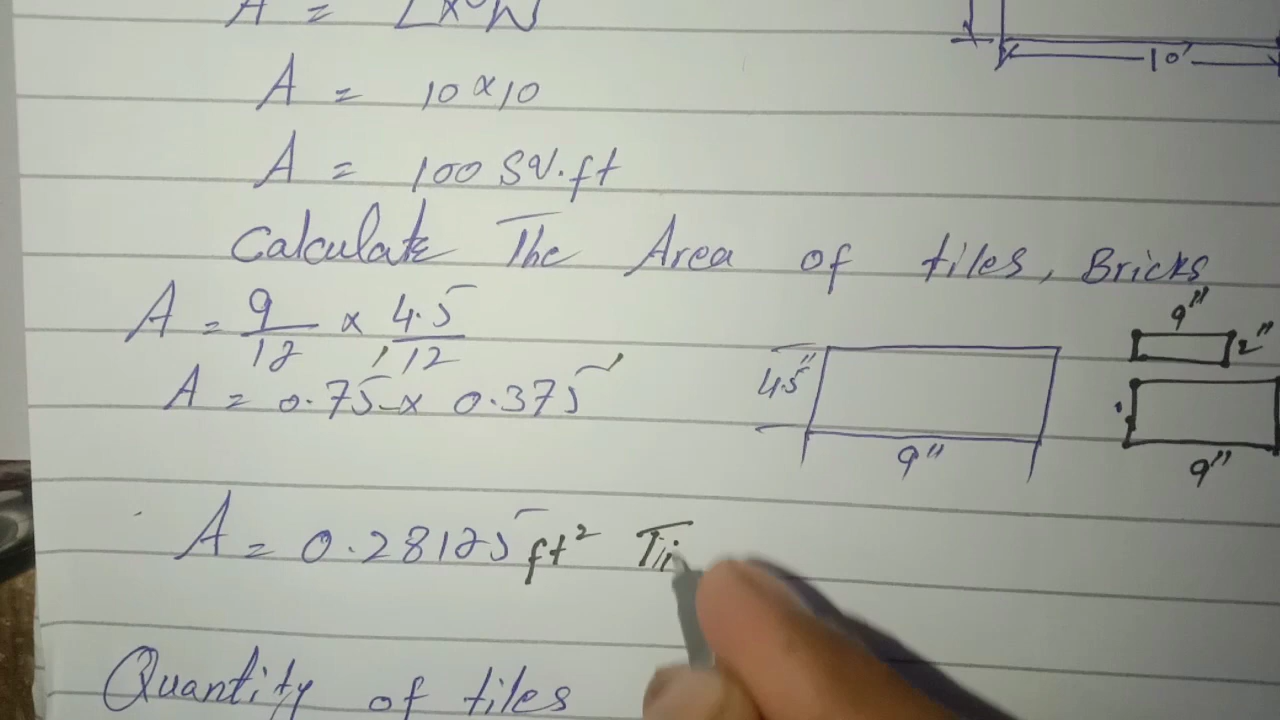 A = L x W
10'
A = 10 x 10
A = 100 SQ.ft
Calculate The Area of tiles, Bricks
A = 9/12 x 4.5/12
A = 0.75 x 0.375'
4.5"
9"
9"
2"
9"
A = 0.28125 ft² Ti
Quantity of tiles